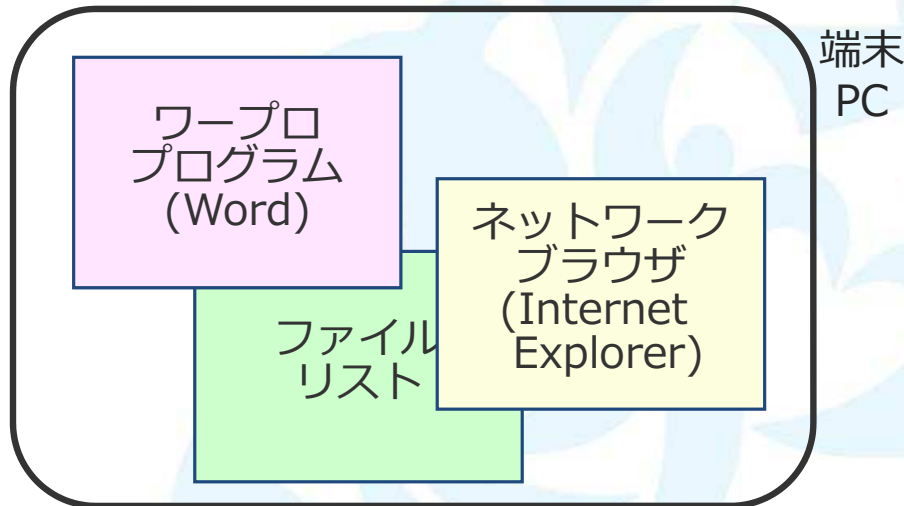 端末
PC
ワープロ
プログラム
(Word)
ネットワーク
ブラウザ
(Internet
Explorer)
ファイル
リスト